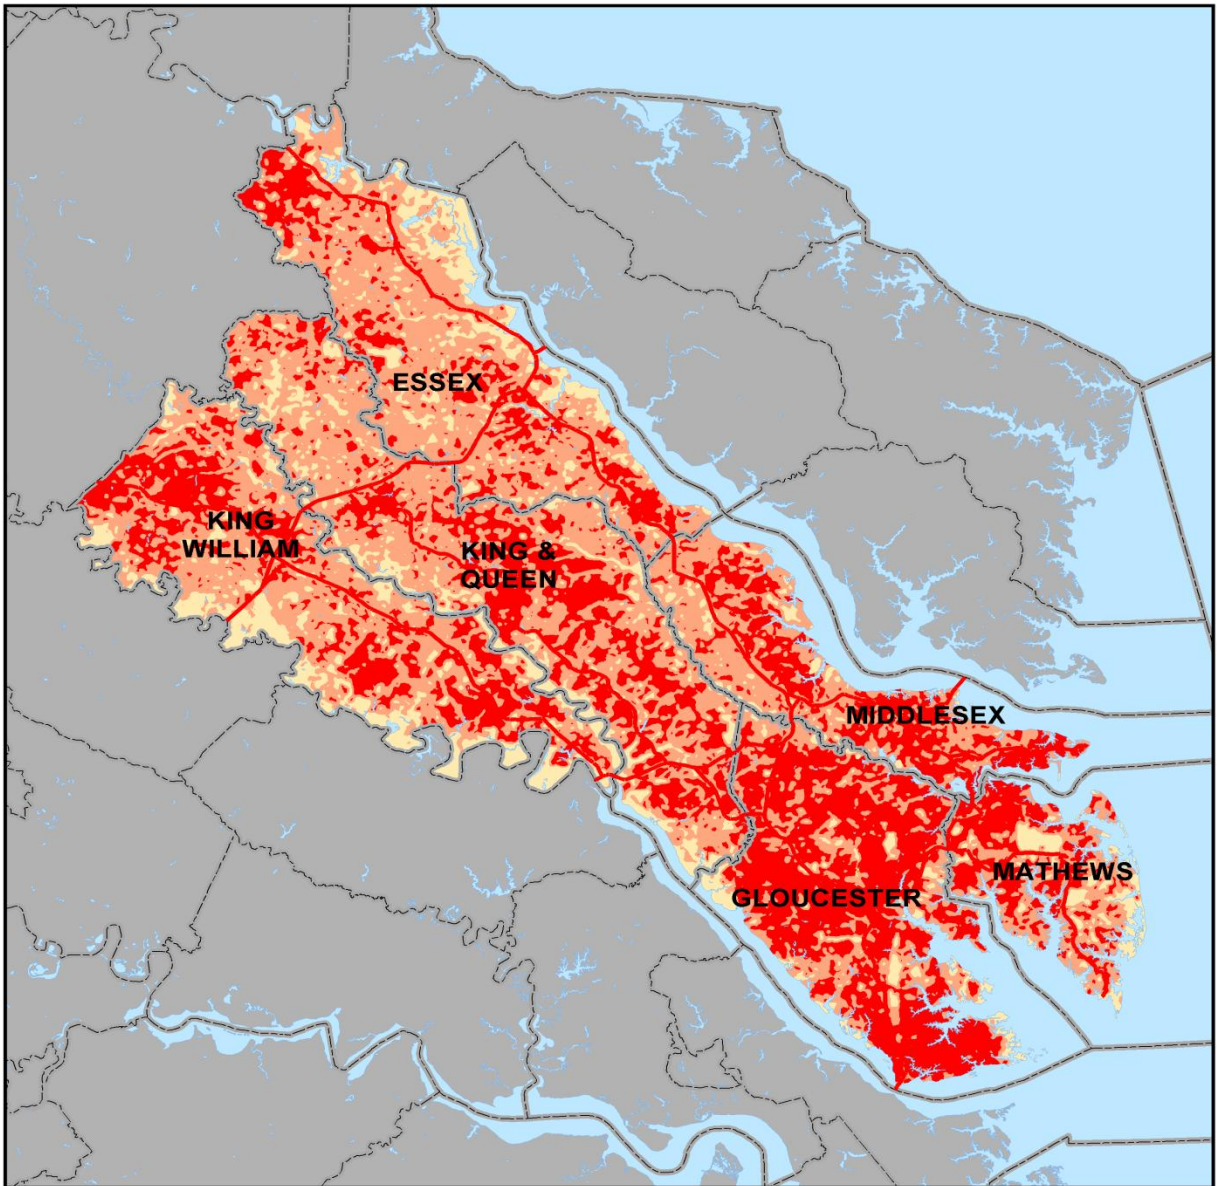 ESSEX
KING
WILLIAM
KING &
QUEEN
MIDDLESEX
MATHEWS
GLOUCESTER